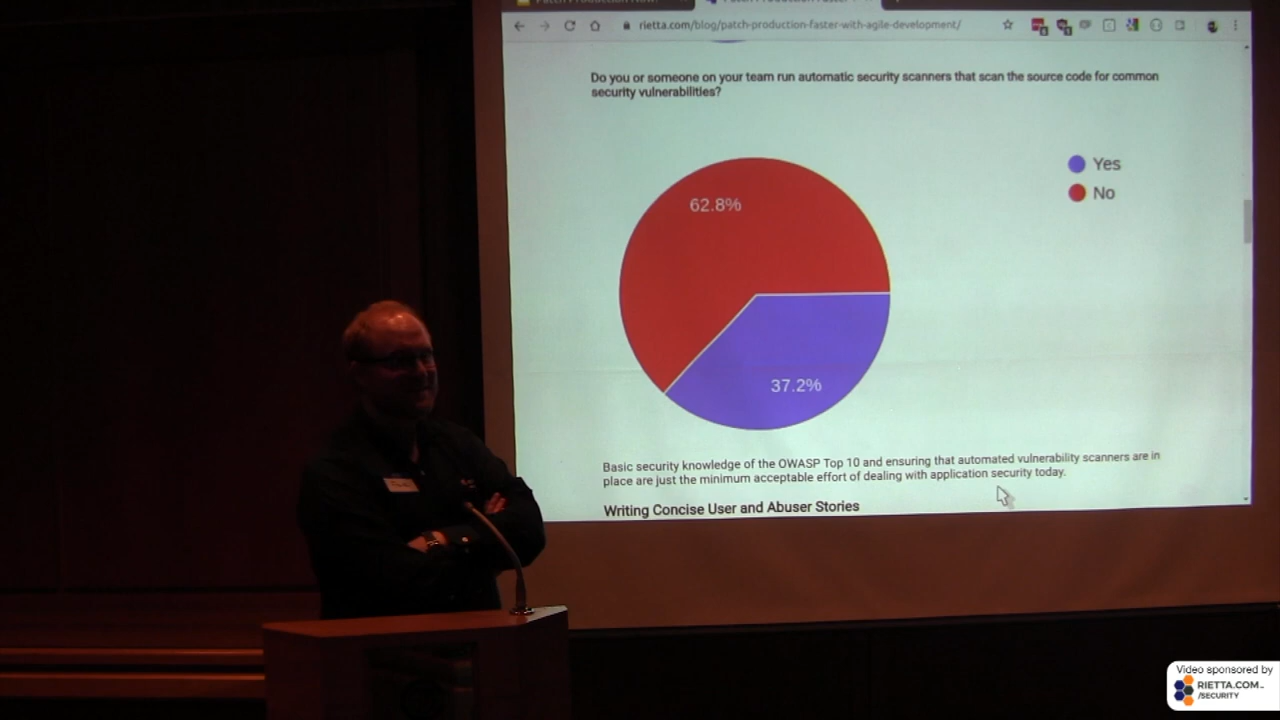 rietta.com/blog/patch-production-faster-with-agile-development/
Do you or someone on your team run automatic security scanners that scan the source code for common
security vulnerabilities?
Yes
No
62.8%
37.2%
Basic security knowledge of the OWASP Top 10 and ensuring that automated vulnerability scanners are in
place are just the minimum acceptable effort of dealing with application security today.
Writing Concise User and Abuser Stories
Video sponsored by
RIETTA.COM
/SECURITY